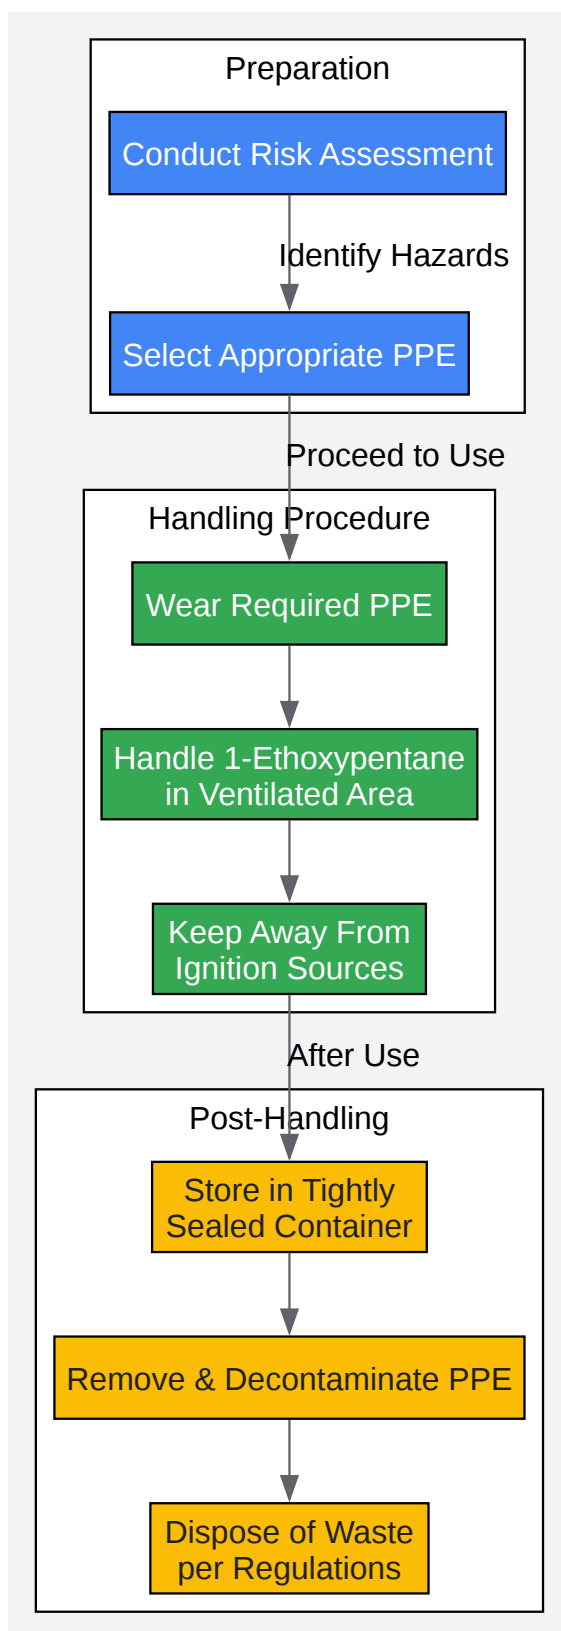 Preparation
Conduct Risk Assessment
Identify Hazards
Select Appropriate PPE
Proceed to Use
Handling Procedure
Wear Required PPE
Handle 1-Ethoxypentane
in Ventilated Area
Keep Away From
Ignition Sources
After Use
Post-Handling
Store in Tightly
Sealed Container
Remove & Decontaminate PPE
Dispose of Waste
per Regulations